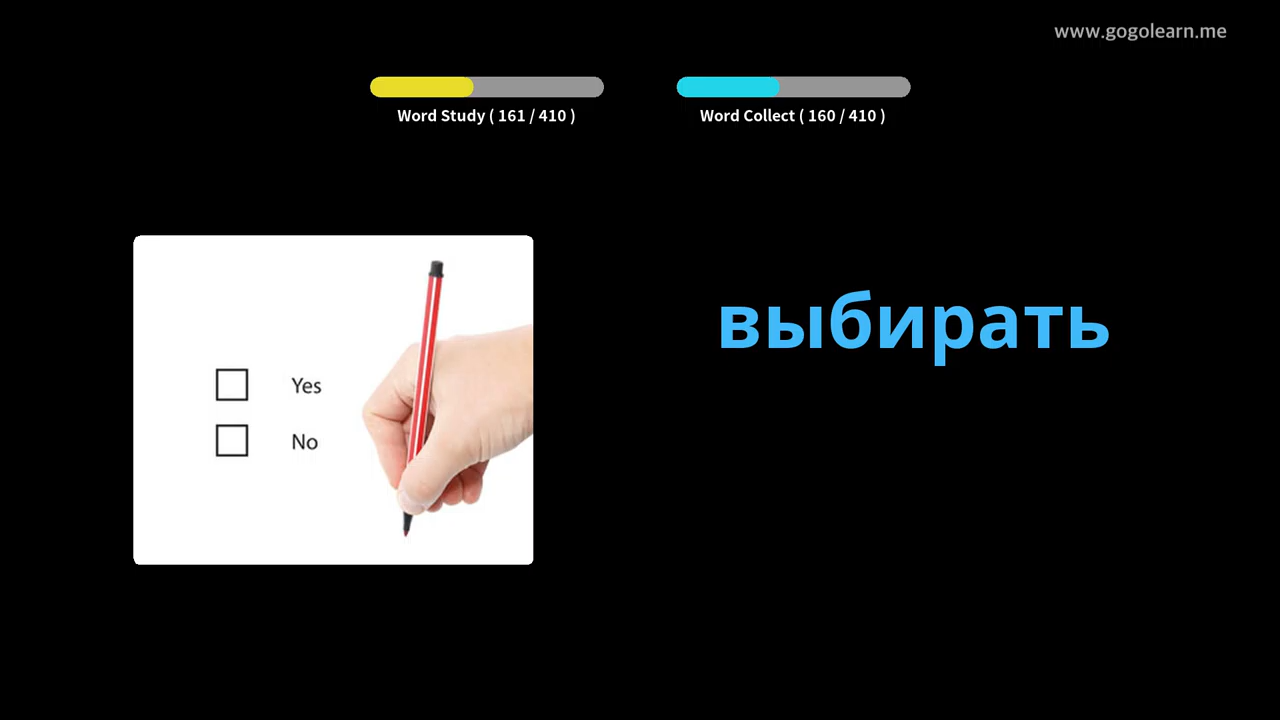 www.gogolearn.me
Word Study ( 161 / 410 )
Word Collect ( 160 / 410 )
выбирать
Yes
No